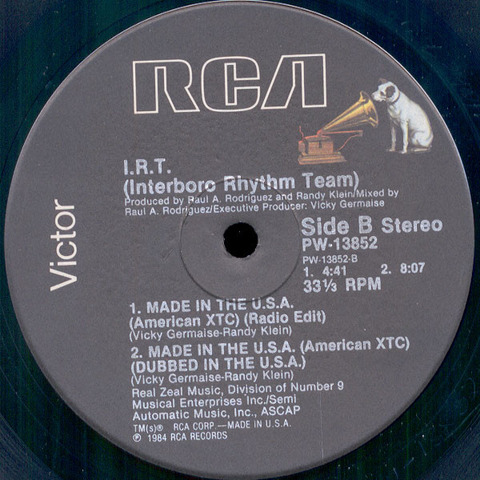 RCA
Victor
I.R.T.
(Interboro Rhythm Team)
Produced by Raul A. Rodriguez and Randy Klein/Mixed by
Raul A. Rodriguez/Executive Producer: Vicky Germaise
Side B Stereo
PW-13852
PW-13852-B
1. 4:41 2. 8:07
33⅓ RPM
1. MADE IN THE U.S.A.
(American XTC) (Radio Edit)
(Vicky Germaise-Randy Klein)
2. MADE IN THE U.S.A. (American XTC)
(DUBBED IN THE U.S.A.)
(Vicky Germaise-Randy Klein)
Real Zeal Music, Division of Number 9
Musical Enterprises Inc./Semi
Automatic Music, Inc., ASCAP
TM(s)® RCA CORP.—MADE IN U.S.A.
℗ 1984 RCA RECORDS